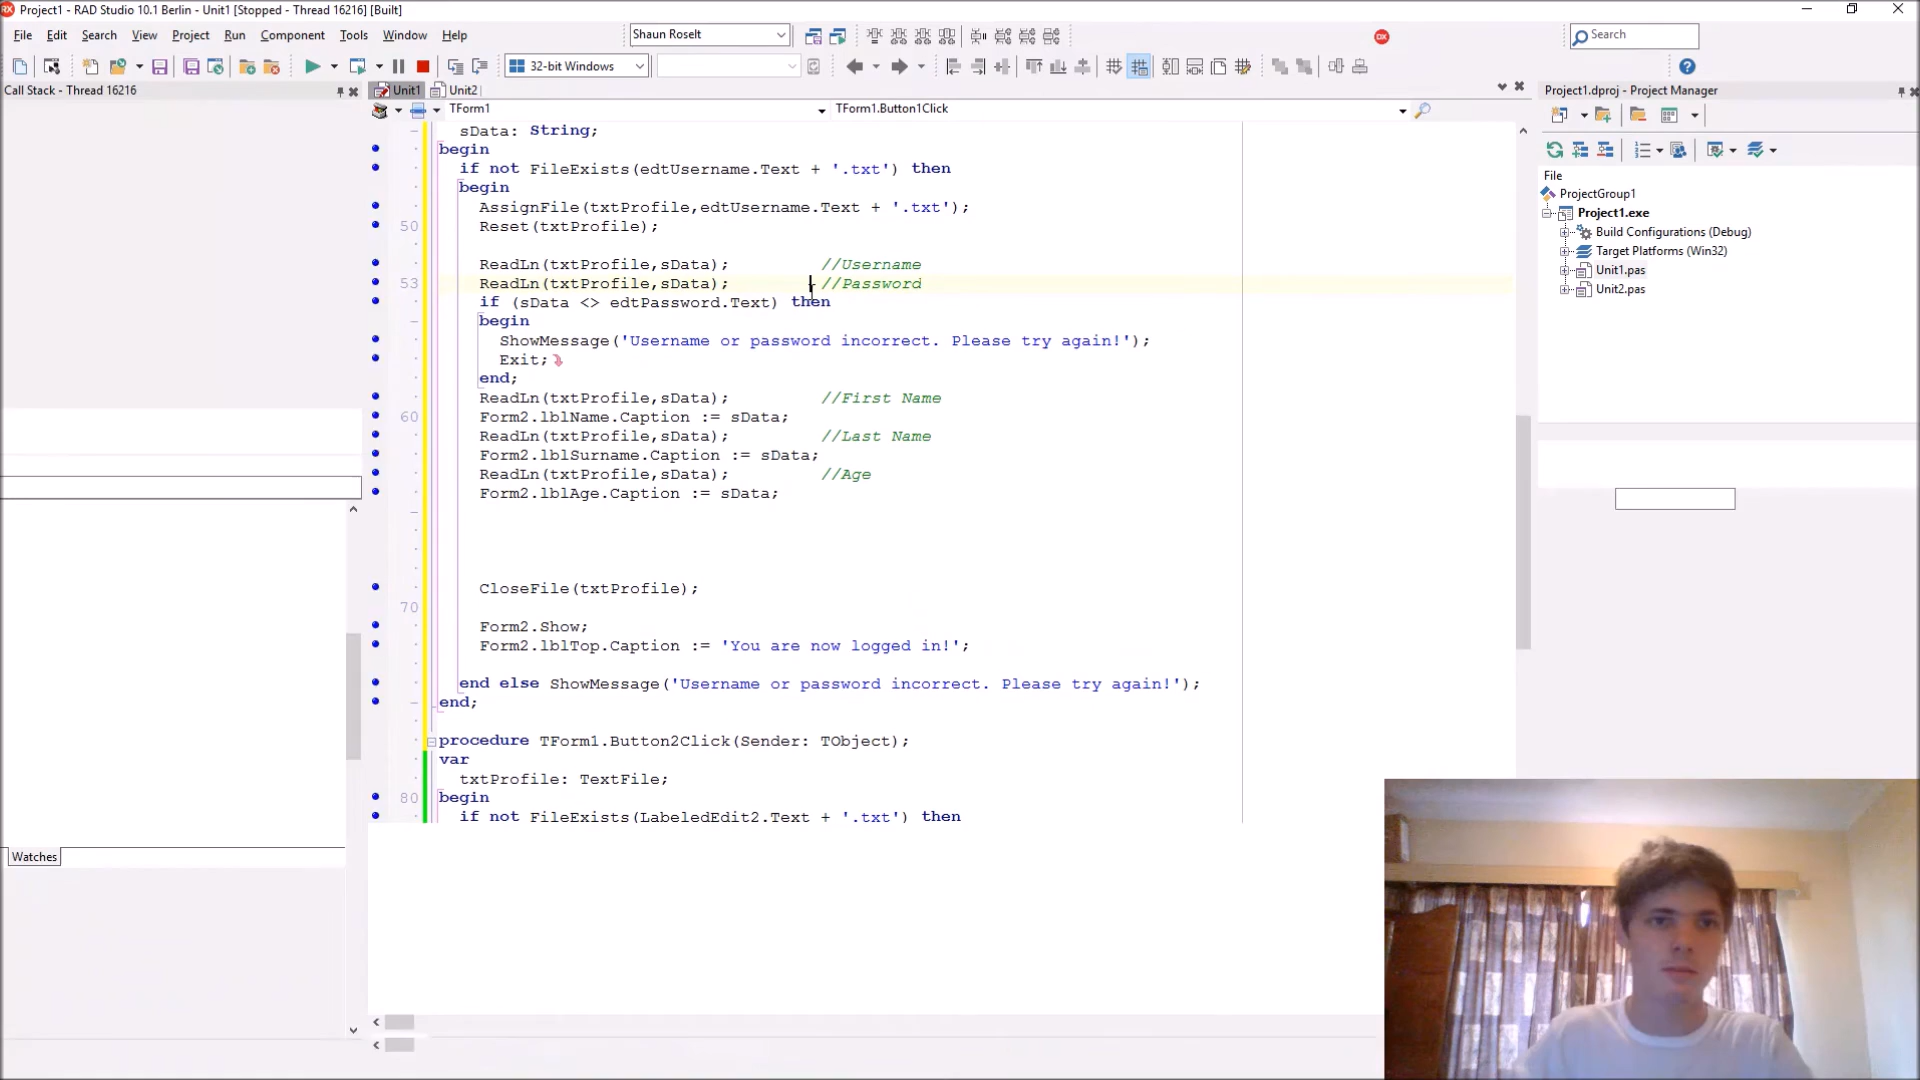 Project1 - RAD Studio 10.1 Berlin - Unit1 [Stopped - Thread 16216] [Built]
File Edit Search View Project Run Component Tools Window Help
Shaun Roselt
Search
32-bit Windows
Call Stack - Thread 16216
Unit1 Unit2
Project1.dproj - Project Manager
TForm1 TForm1.Button1Click
sData: String;
begin
if not FileExists(edtUsername.Text + '.txt') then
begin
AssignFile(txtProfile,edtUsername.Text + '.txt');
50 Reset(txtProfile);
ReadLn(txtProfile,sData); //Username
53 ReadLn(txtProfile,sData); //Password
if (sData <> edtPassword.Text) then
begin
ShowMessage('Username or password incorrect. Please try again!');
Exit;
end;
ReadLn(txtProfile,sData); //First Name
60 Form2.lblName.Caption := sData;
ReadLn(txtProfile,sData); //Last Name
Form2.lblSurname.Caption := sData;
ReadLn(txtProfile,sData); //Age
Form2.lblAge.Caption := sData;
CloseFile(txtProfile);
70
Form2.Show;
Form2.lblTop.Caption := 'You are now logged in!';
end else ShowMessage('Username or password incorrect. Please try again!');
end;
procedure TForm1.Button2Click(Sender: TObject);
var
txtProfile: TextFile;
80 begin
if not FileExists(LabeledEdit2.Text + '.txt') then
Watches
File
ProjectGroup1
Project1.exe
Build Configurations (Debug)
Target Platforms (Win32)
Unit1.pas
Unit2.pas